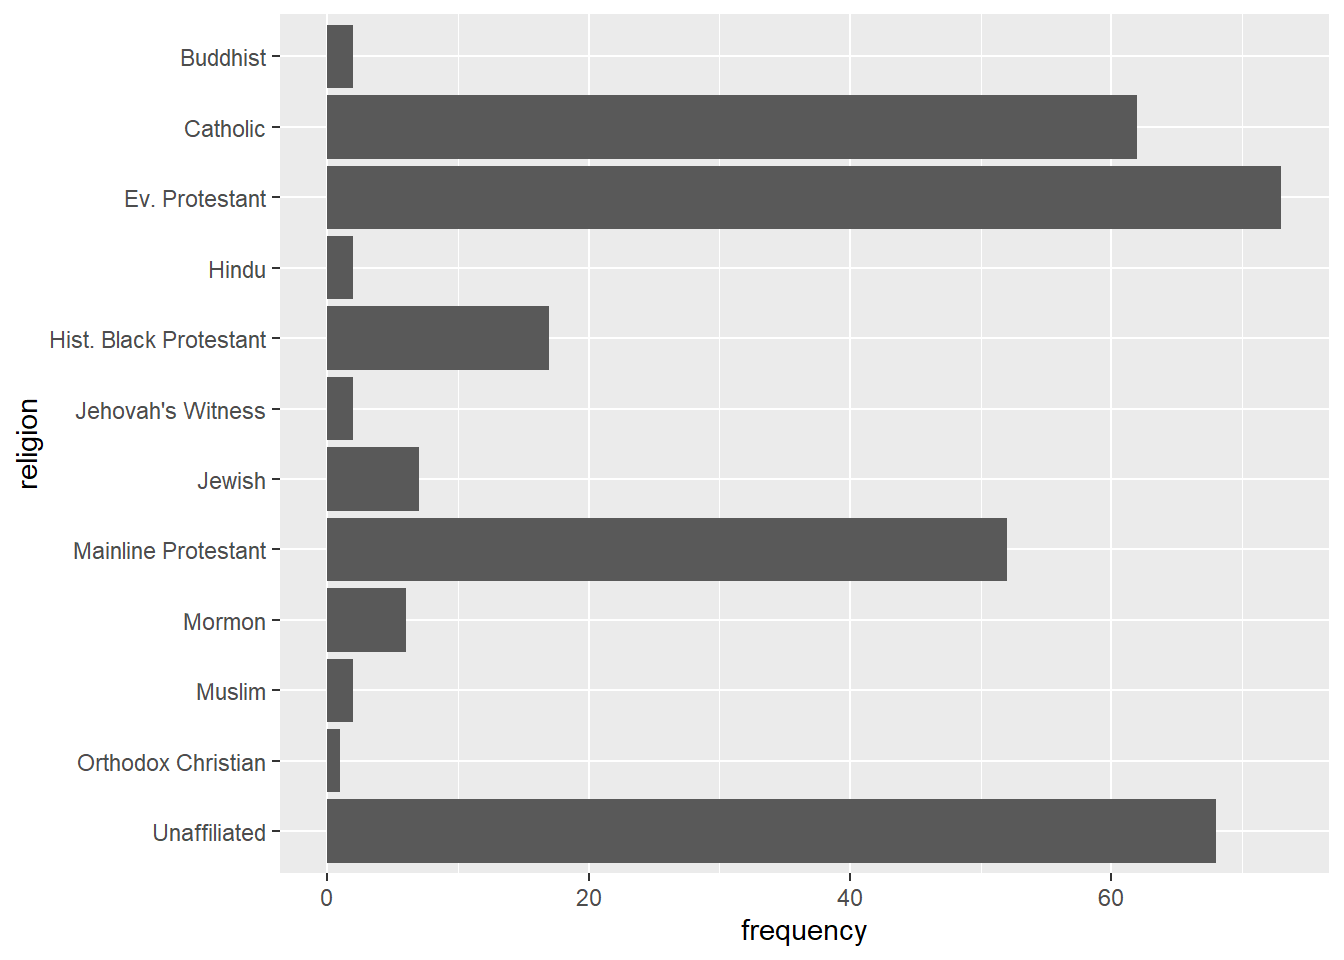 Buddhist
Catholic
Ev. Protestant
Hindu
Hist. Black Protestant
Jehovah's Witness
Jewish
Mainline Protestant
Mormon
Muslim
Orthodox Christian
Unaffiliated
religion
0 20 40 60
frequency